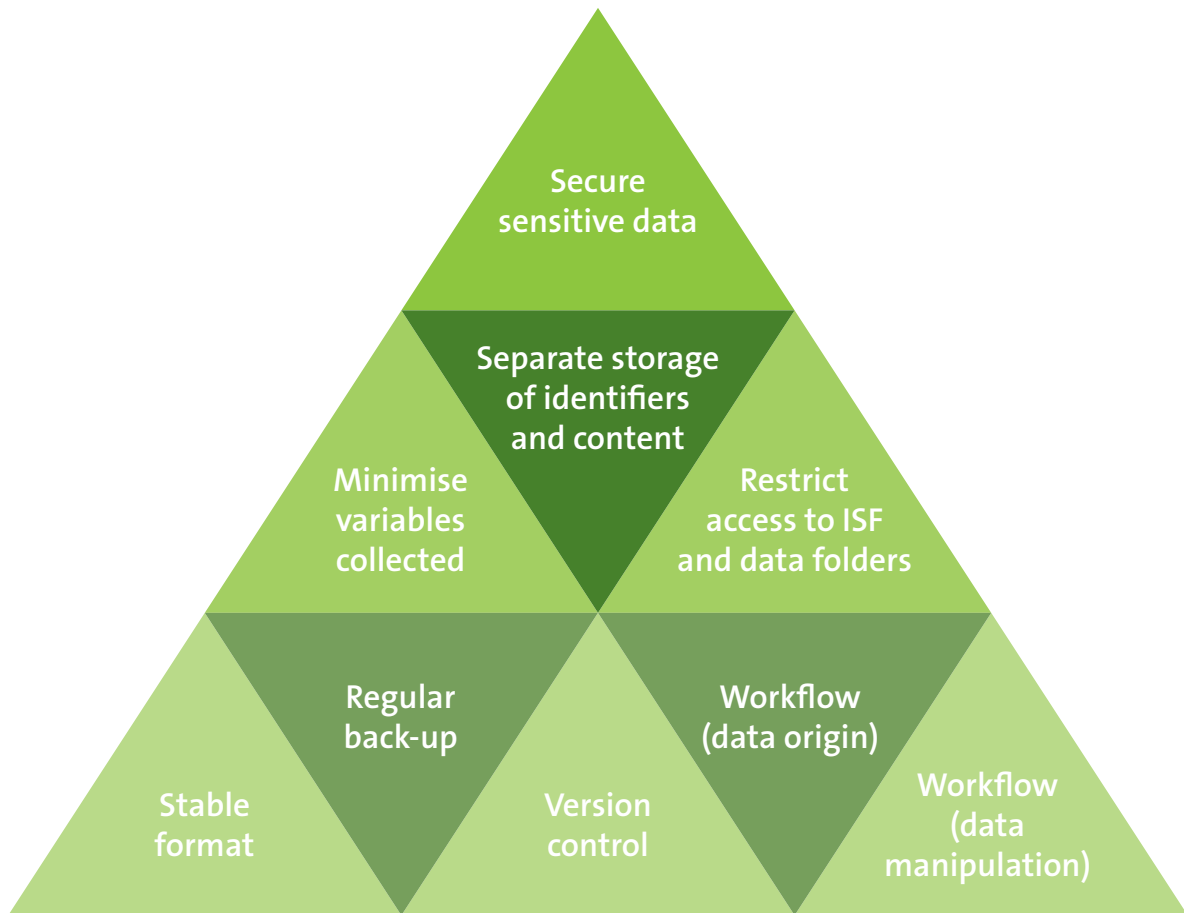 Secure
sensitive data
Separate storage
of identifiers
and content
Minimise
variables
collected
Restrict
access to ISF
and data folders
Regular
back-up
Workflow
(data origin)
Stable
format
Version
control
Workflow
(data
manipulation)